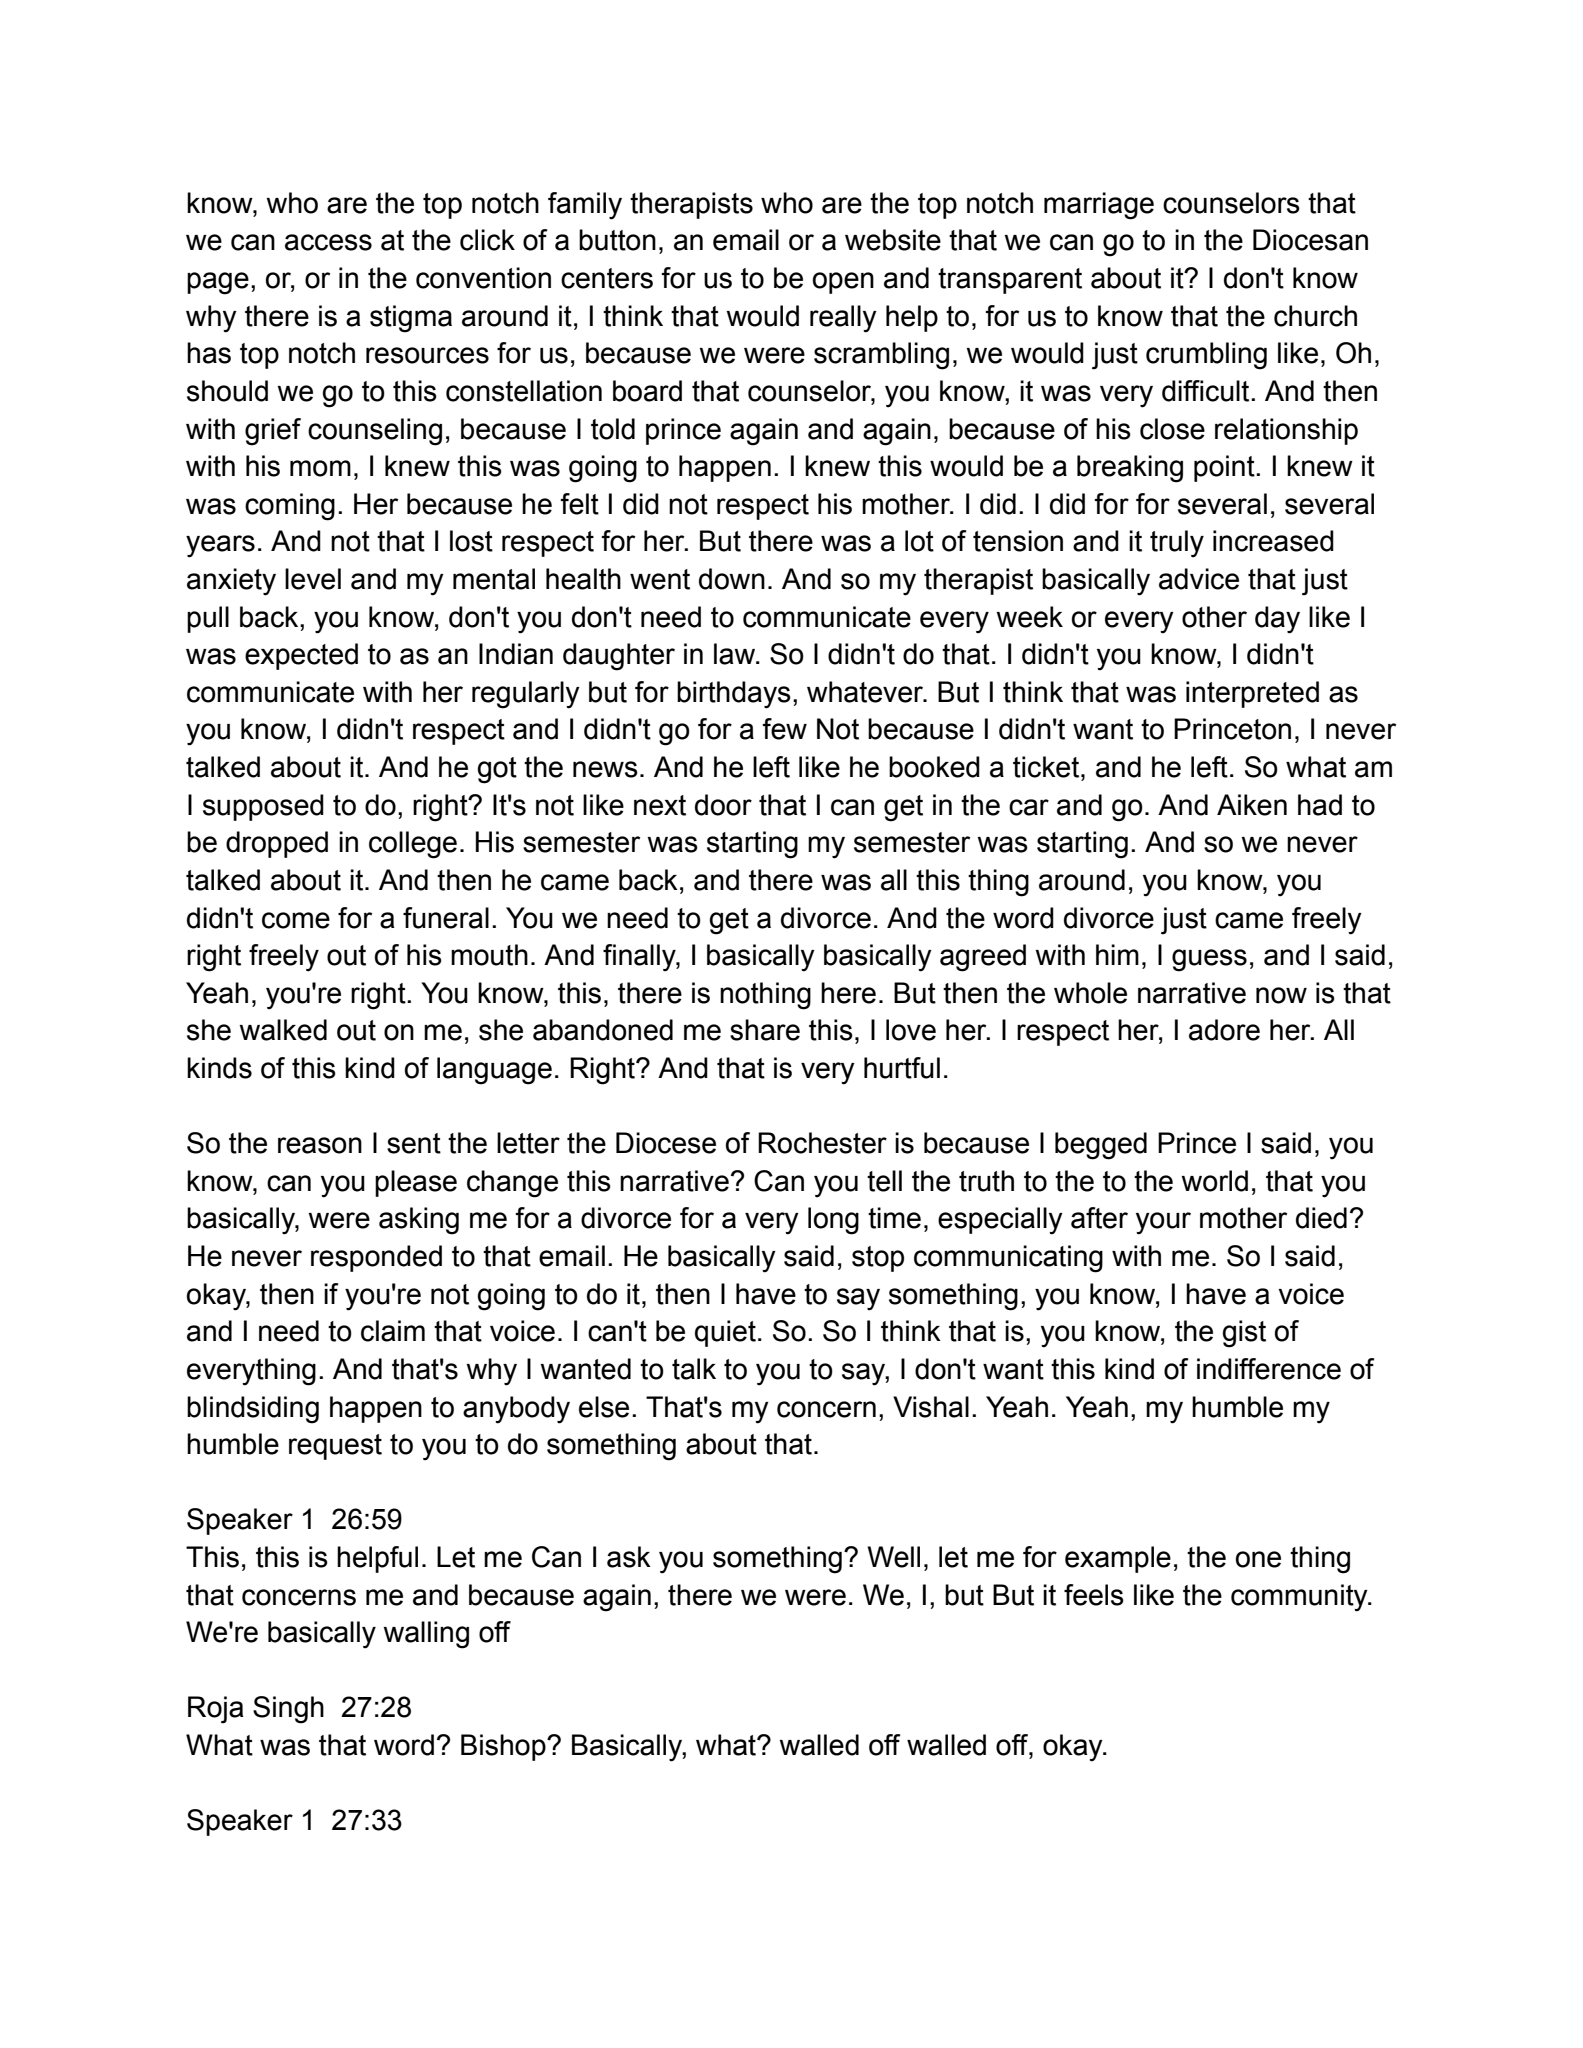 know, who are the top notch family therapists who are the top notch marriage counselors that
we can access at the click of a button, an email or a website that we can go to in the Diocesan
page, or, or in the convention centers for us to be open and transparent about it? I don't know
why there is a stigma around it, I think that would really help to, for us to know that the church
has top notch resources for us, because we were scrambling, we would just crumbling like, Oh,
should we go to this constellation board that counselor, you know, it was very difficult. And then
with grief counseling, because I told prince again and again, because of his close relationship
with his mom, I knew this was going to happen. I knew this would be a breaking point. I knew it
was coming. Her because he felt I did not respect his mother. I did. I did for for several, several
years. And not that I lost respect for her. But there was a lot of tension and it truly increased
anxiety level and my mental health went down. And so my therapist basically advice that just
pull back, you know, don't you don't need to communicate every week or every other day like I
was expected to as an Indian daughter in law. So I didn't do that. I didn't you know, I didn't
communicate with her regularly but for birthdays, whatever. But I think that was interpreted as
you know, I didn't respect and I didn't go for a few Not because I didn't want to Princeton, I never
talked about it. And he got the news. And he left like he booked a ticket, and he left. So what am
I supposed to do, right? It's not like next door that I can get in the car and go. And Aiken had to
be dropped in college. His semester was starting my semester was starting. And so we never
talked about it. And then he came back, and there was all this thing around, you know, you
didn't come for a funeral. You we need to get a divorce. And the word divorce just came freely
right freely out of his mouth. And finally, I basically basically agreed with him, I guess, and I said,
Yeah, you're right. You know, this, there is nothing here. But then the whole narrative now is that
she walked out on me, she abandoned me share this, I love her. I respect her, I adore her. All
kinds of this kind of language. Right? And that is very hurtful.

So the reason I sent the letter the Diocese of Rochester is because I begged Prince I said, you
know, can you please change this narrative? Can you tell the truth to the to the world, that you
basically, were asking me for a divorce for a very long time, especially after your mother died?
He never responded to that email. He basically said, stop communicating with me. So I said,
okay, then if you're not going to do it, then I have to say something, you know, I have a voice
and I need to claim that voice. I can't be quiet. So. So I think that is, you know, the gist of
everything. And that's why I wanted to talk to you to say, I don't want this kind of indifference of
blindsiding happen to anybody else. That's my concern, Vishal. Yeah. Yeah, my humble my
humble request to you to do something about that.

Speaker 1 26:59
This, this is helpful. Let me Can I ask you something? Well, let me for example, the one thing
that concerns me and because again, there we were. We, I, but But it feels like the community.
We're basically walling off

Roja Singh 27:28
What was that word? Bishop? Basically, what? walled off walled off, okay.

Speaker 1 27:33